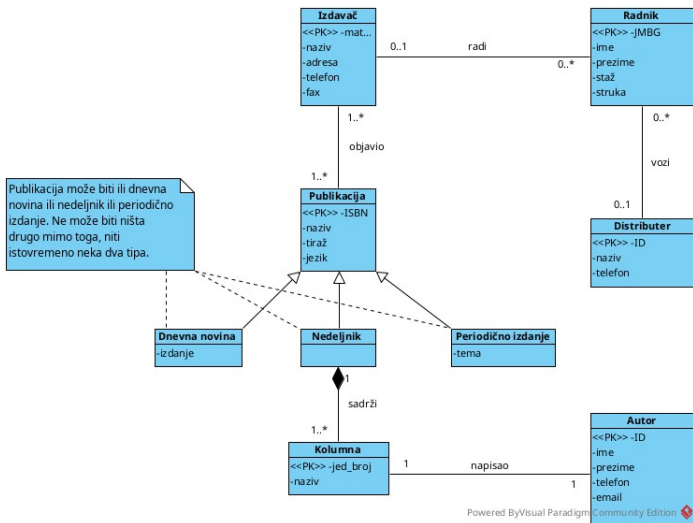 Izdavač
<<PK>> -mat...
-naziv
-adresa
-telefon
-fax
0..1
radi
0..*
Radnik
<<PK>> -JMBG
-ime
-prezime
-staž
-struka
1..*
objavio
1..*
0..*
vozi
0..1
Publikacija može biti ili dnevna
novina ili nedeljnik ili periodično
izdanje. Ne može biti ništa
drugo mimo toga, niti
istovremeno neka dva tipa.
Publikacija
<<PK>> -ISBN
-naziv
-tiraž
-jezik
Distributer
<<PK>> -ID
-naziv
-telefon
Dnevna novina
-izdanje
Nedeljnik
Periodično izdanje
-tema
1
sadrži
1..*
Kolumna
<<PK>> -jed_broj
-naziv
1
napisao
1
Autor
<<PK>> -ID
-ime
-prezime
-telefon
-email
Powered ByVisual Paradigm Community Edition